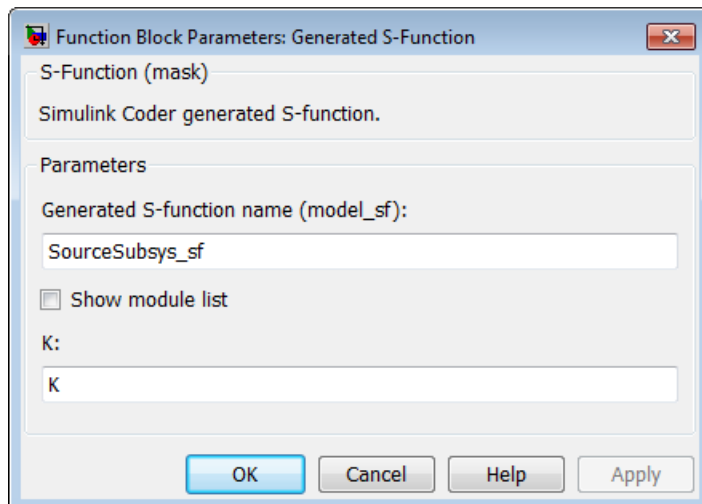 Function Block Parameters: Generated S-Function
S-Function (mask)
Simulink Coder generated S-function.
Parameters
Generated S-function name (model_sf):
SourceSubsys_sf
Show module list
K:
K
OK Cancel Help Apply